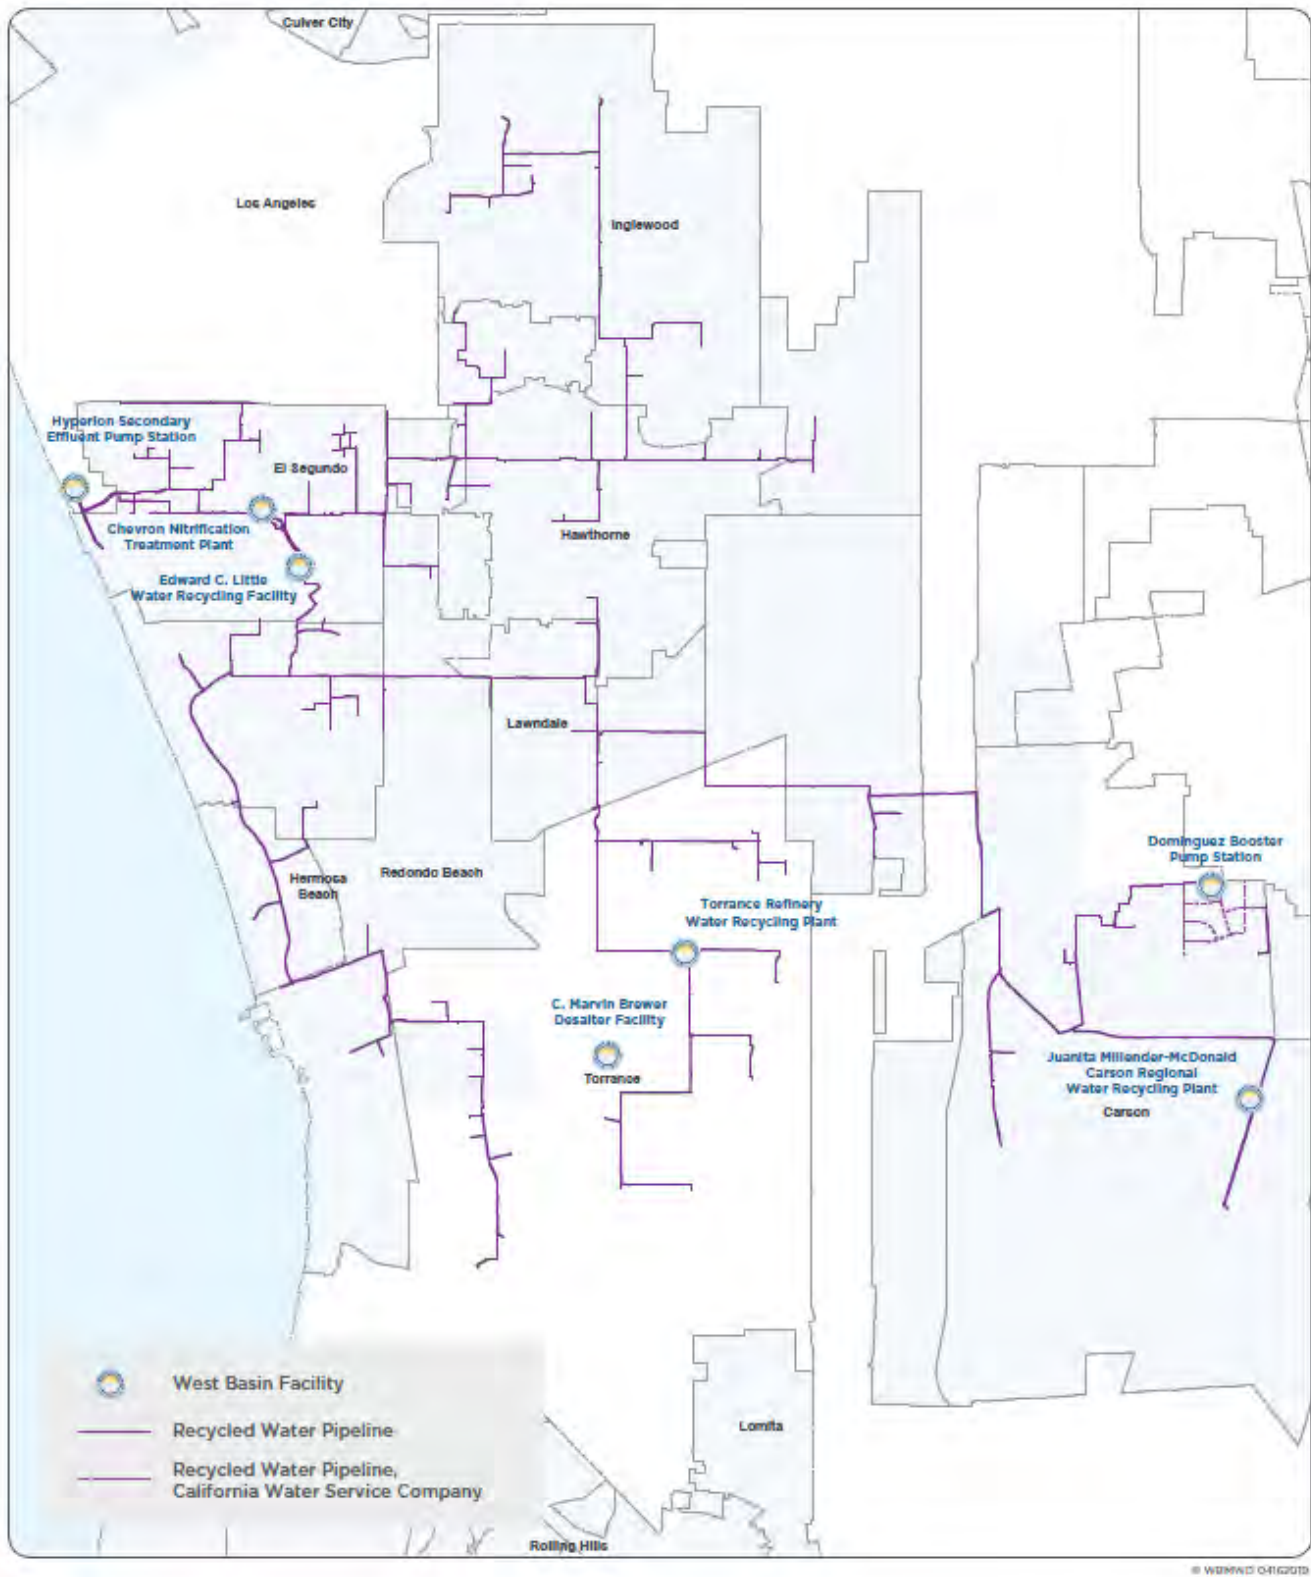 Culver City
Los Angeles
Inglewood
Hyperion Secondary
Effluent Pump Station
El Segundo
Chevron Nitrification
Treatment Plant
Hawthorne
Edward C. Little
Water Recycling Facility
Lawndale
Dominguez Booster
Pump Station
Hermosa
Beach
Redondo Beach
Torrance Refinery
Water Recycling Plant
C. Marvin Brewer
Desalter Facility
Torrance
Juanita Millender-McDonald
Carson Regional
Water Recycling Plant
Carson
West Basin Facility
Recycled Water Pipeline
Recycled Water Pipeline,
California Water Service Company
Lomita
Rolling Hills
© WBMWD 04162019